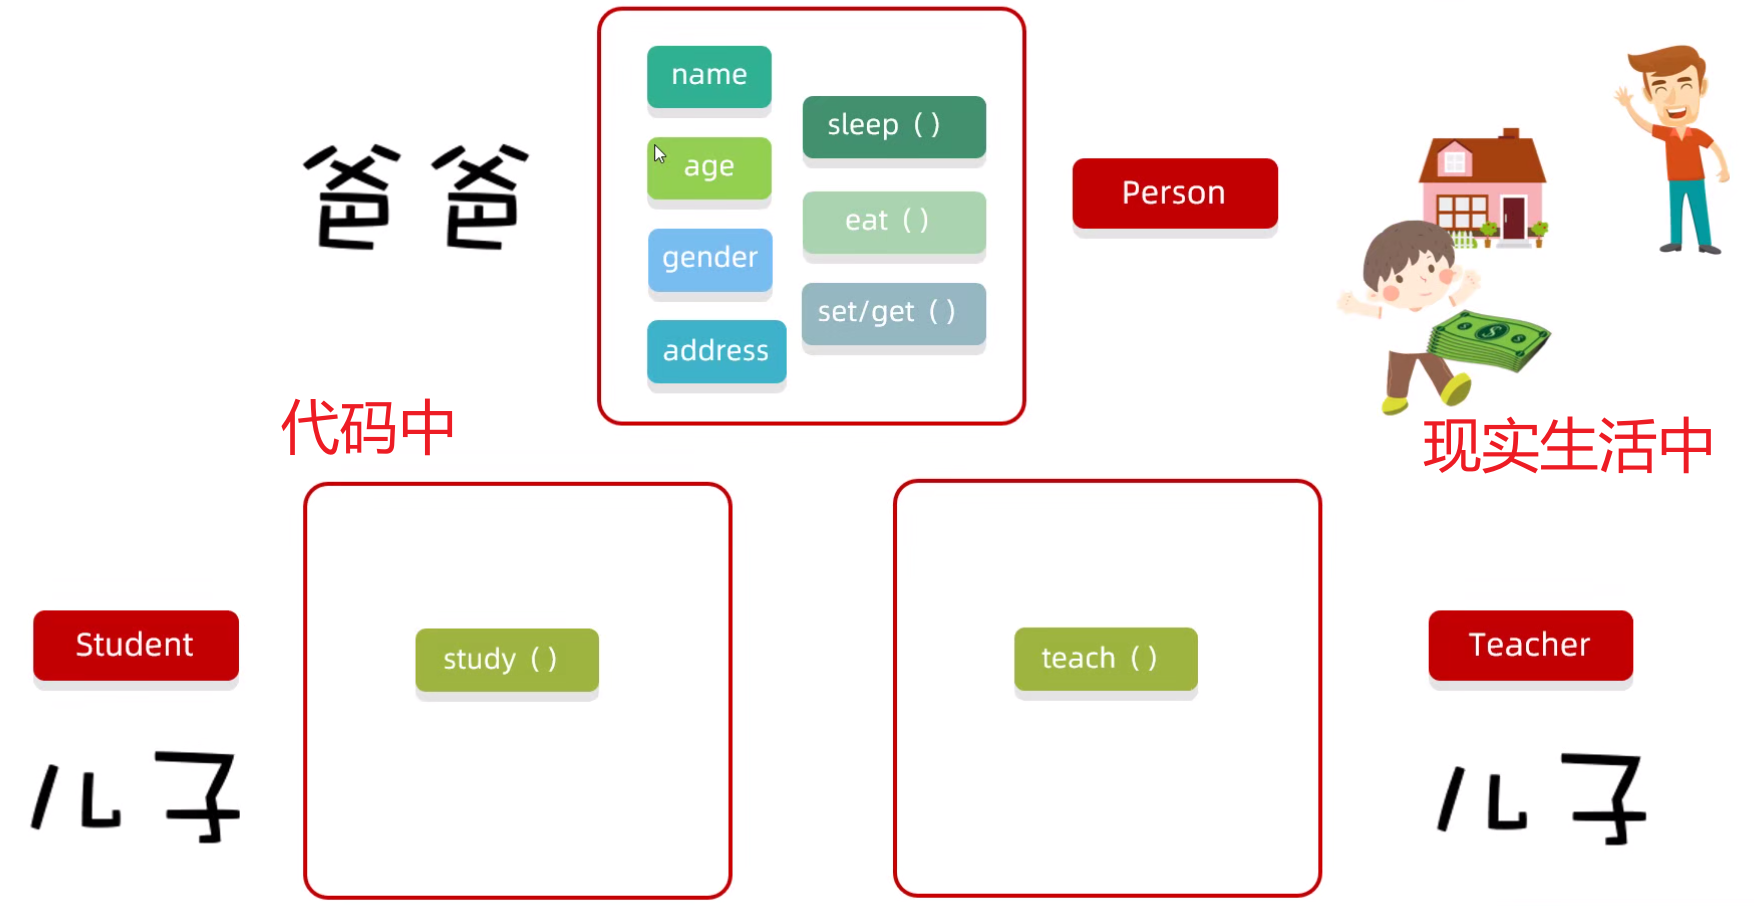 name
age
gender
address
sleep（）
eat（）
set/get（）
Person
爸爸
代码中
现实生活中
Student
儿子
study（）
teach（）
Teacher
儿子